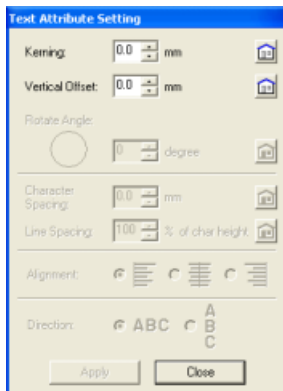 Text Attribute Setting
Kerning: 0.0 mm
Vertical Offset: 0.0 mm
Rotate Angle:
0 degree
Character
Spacing: 0.0 mm
Line Spacing: 100 % of char height
Alignment:
Direction: ABC A
B
C
Apply Close